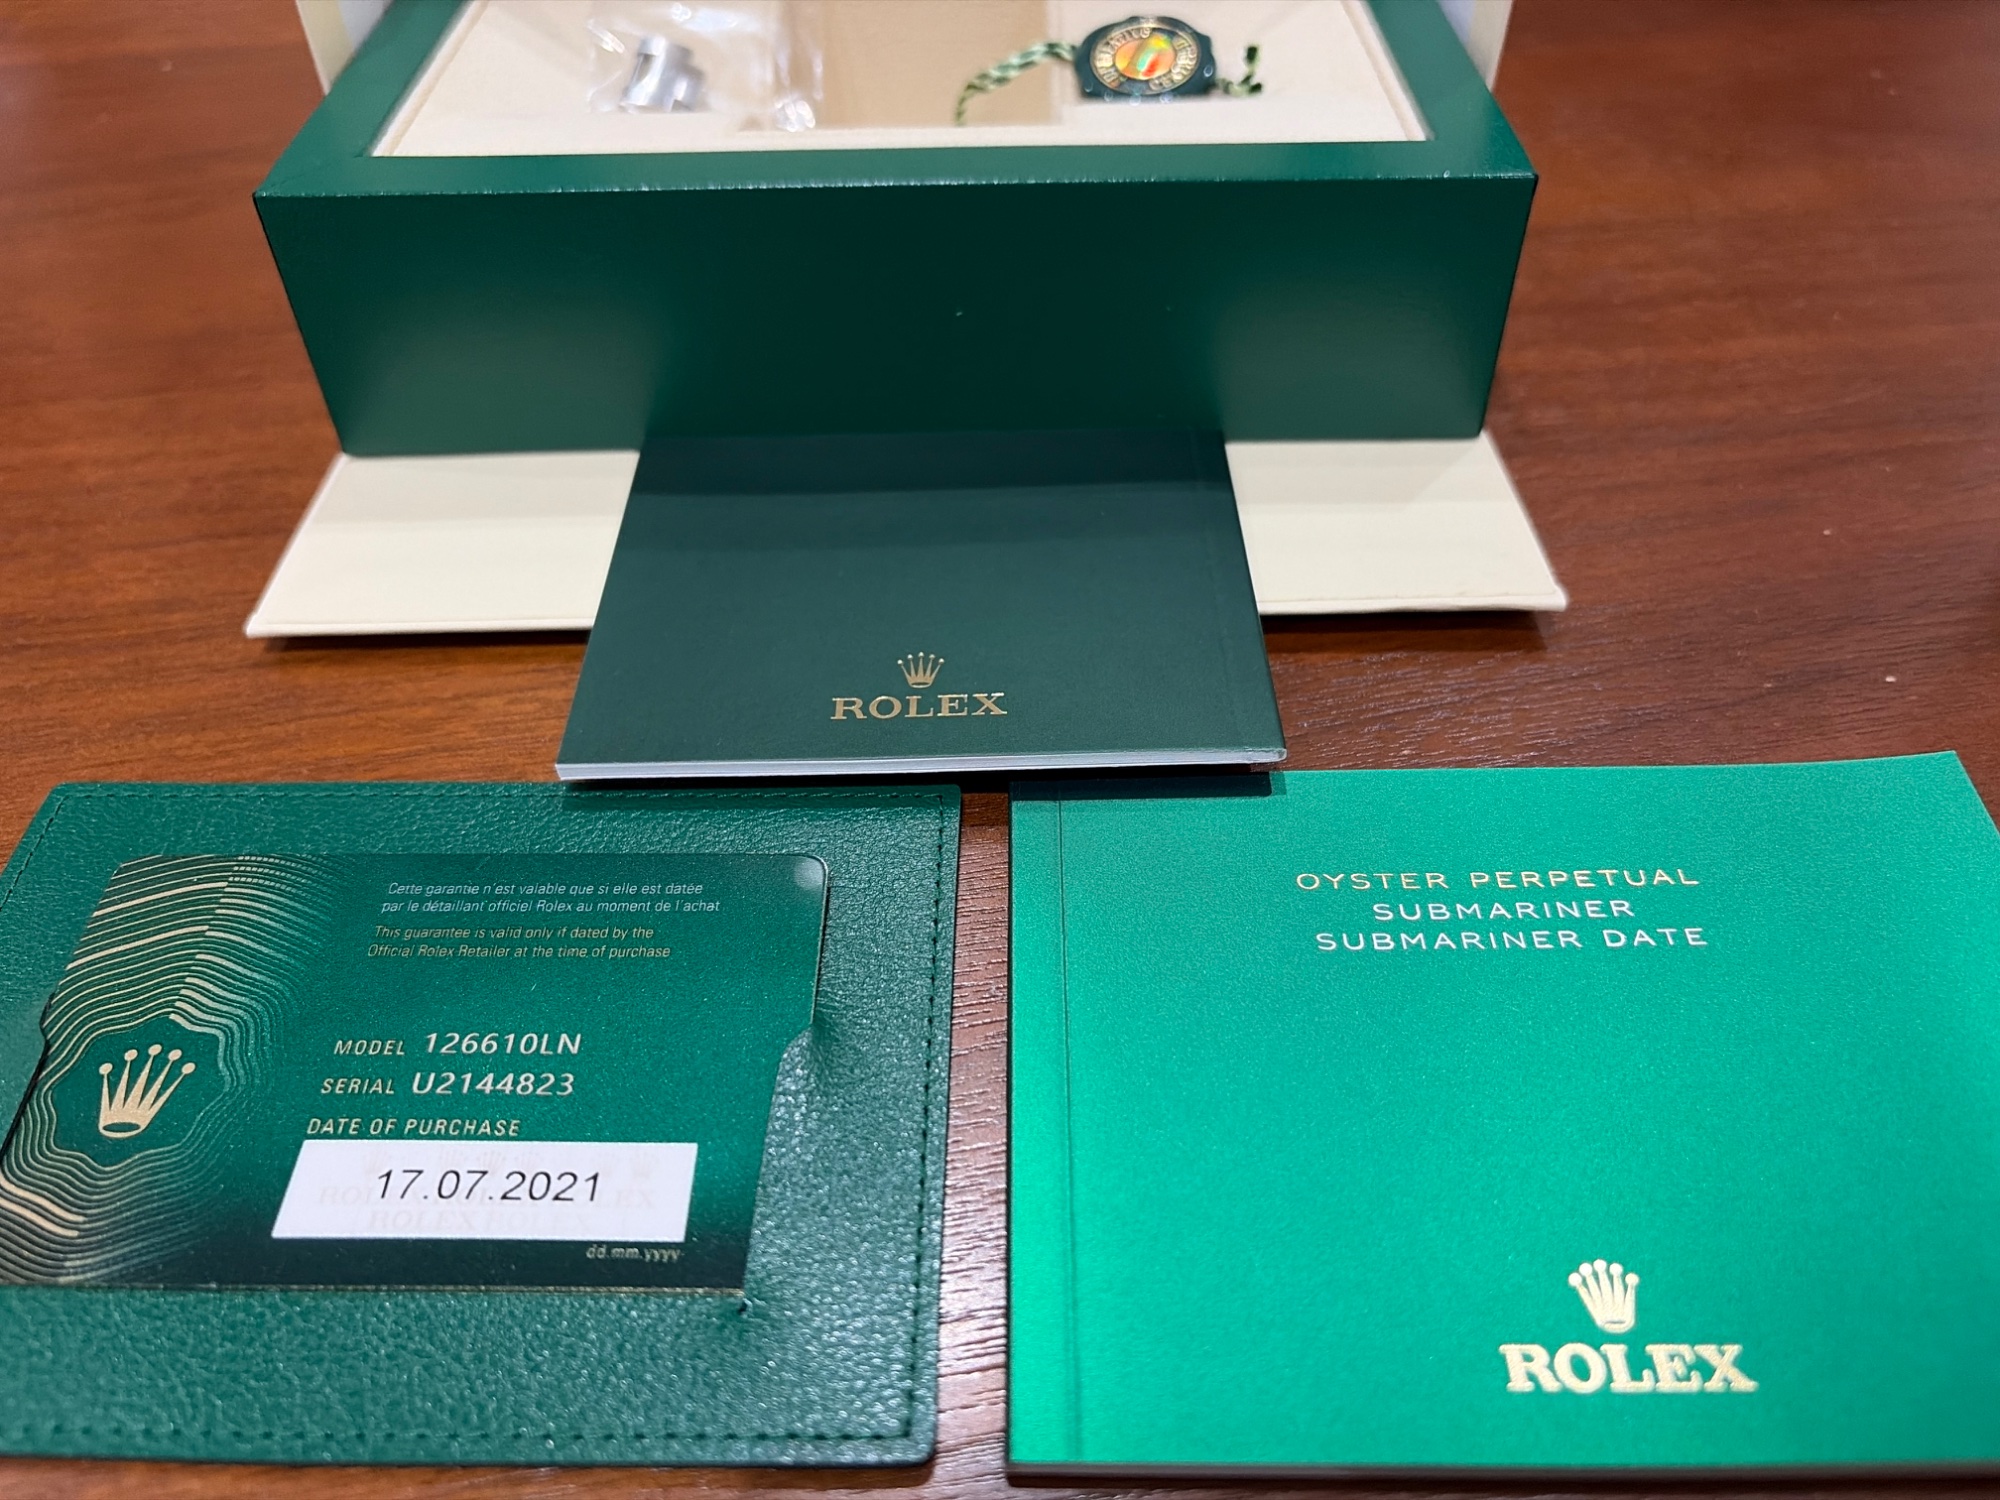 ROLEX
Cette garantie n'est valable que si elle est datée
par le détaillant officiel Rolex au moment de l'achat
This guarantee is valid only if dated by the
Official Rolex Retailer at the time of purchase
MODEL 126610LN
SERIAL U2144823
DATE OF PURCHASE
17.07.2021
dd.mm.yyyy
OYSTER PERPETUAL
SUBMARINER
SUBMARINER DATE
ROLEX